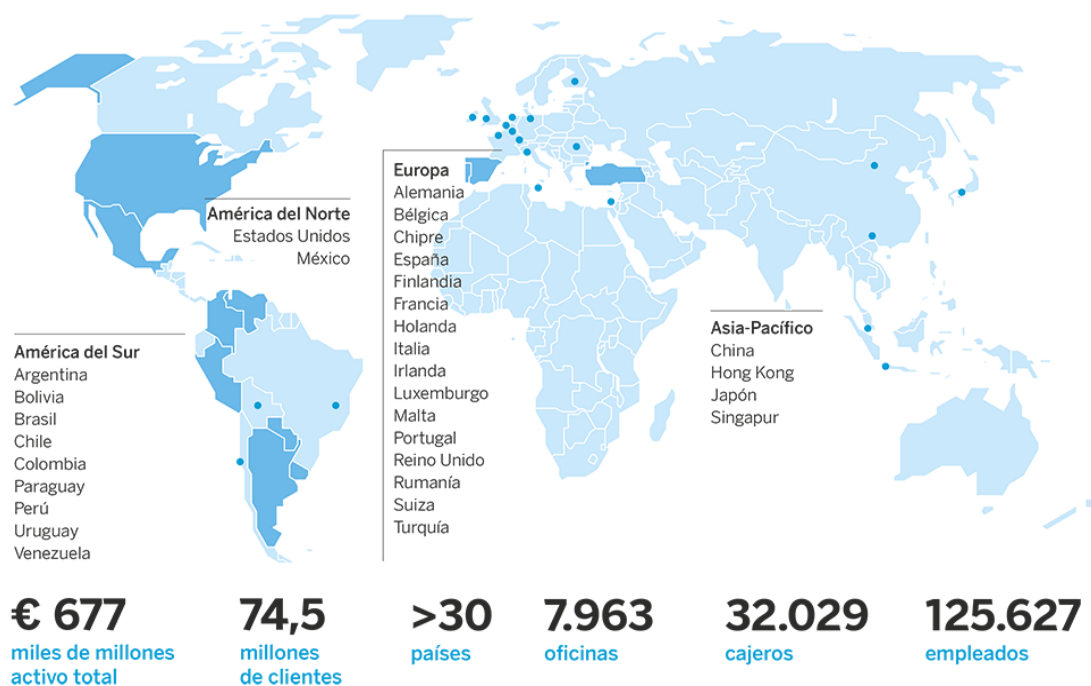 América del Norte
Estados Unidos
México
América del Sur
Argentina
Bolivia
Brasil
Chile
Colombia
Paraguay
Perú
Uruguay
Venezuela
Europa
Alemania
Bélgica
Chipre
España
Finlandia
Francia
Holanda
Italia
Irlanda
Luxemburgo
Malta
Portugal
Reino Unido
Rumanía
Suiza
Turquía
Asia-Pacífico
China
Hong Kong
Japón
Singapur
€ 677
miles de millones
activo total
74,5
millones
de clientes
>30
países
7.963
oficinas
32.029
cajeros
125.627
empleados